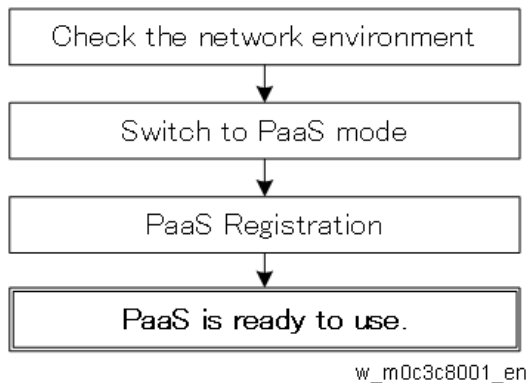 Check the network environment
Switch to PaaS mode
PaaS Registration
PaaS is ready to use.
w_m0c3c8001_en